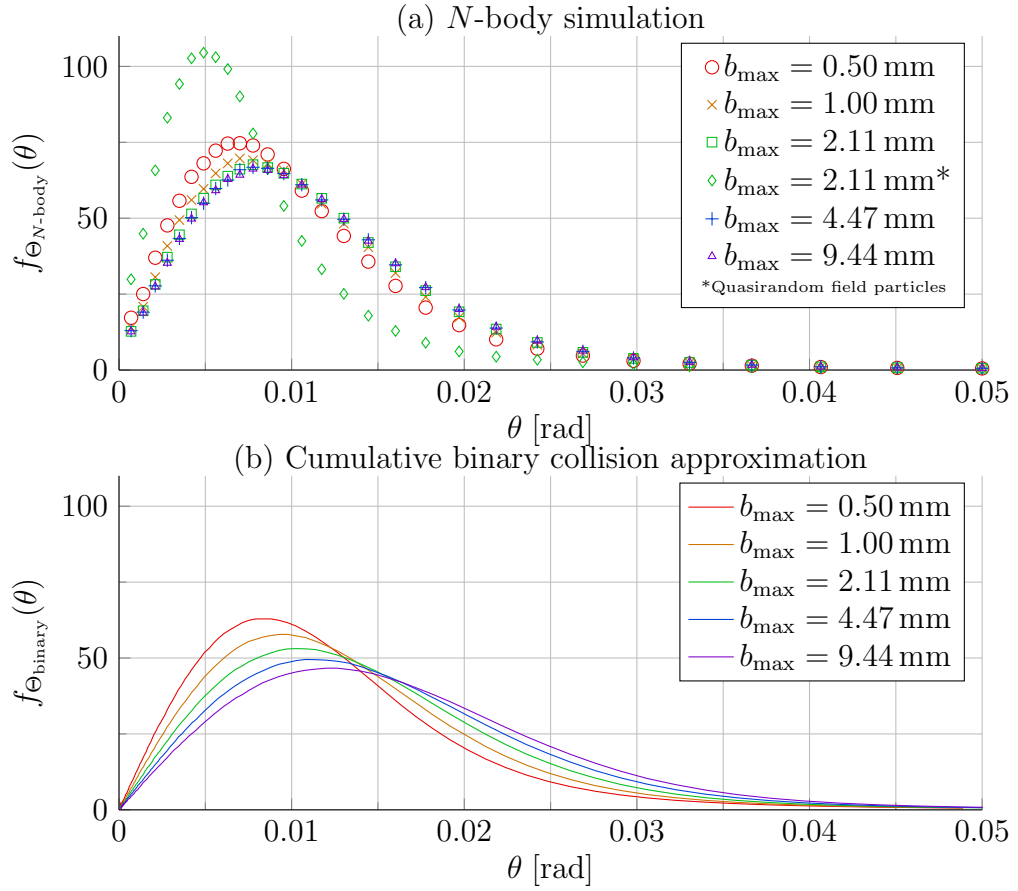 (a) N-body simulation
100
50
0
f_{Θ_{N-body}}(θ)
b_max = 0.50 mm
b_max = 1.00 mm
b_max = 2.11 mm
b_max = 2.11 mm*
b_max = 4.47 mm
b_max = 9.44 mm
*Quasirandom field particles
0 0.01 0.02 0.03 0.04 0.05
θ [rad]
(b) Cumulative binary collision approximation
100
50
0
f_{Θ_binary}(θ)
b_max = 0.50 mm
b_max = 1.00 mm
b_max = 2.11 mm
b_max = 4.47 mm
b_max = 9.44 mm
0 0.01 0.02 0.03 0.04 0.05
θ [rad]